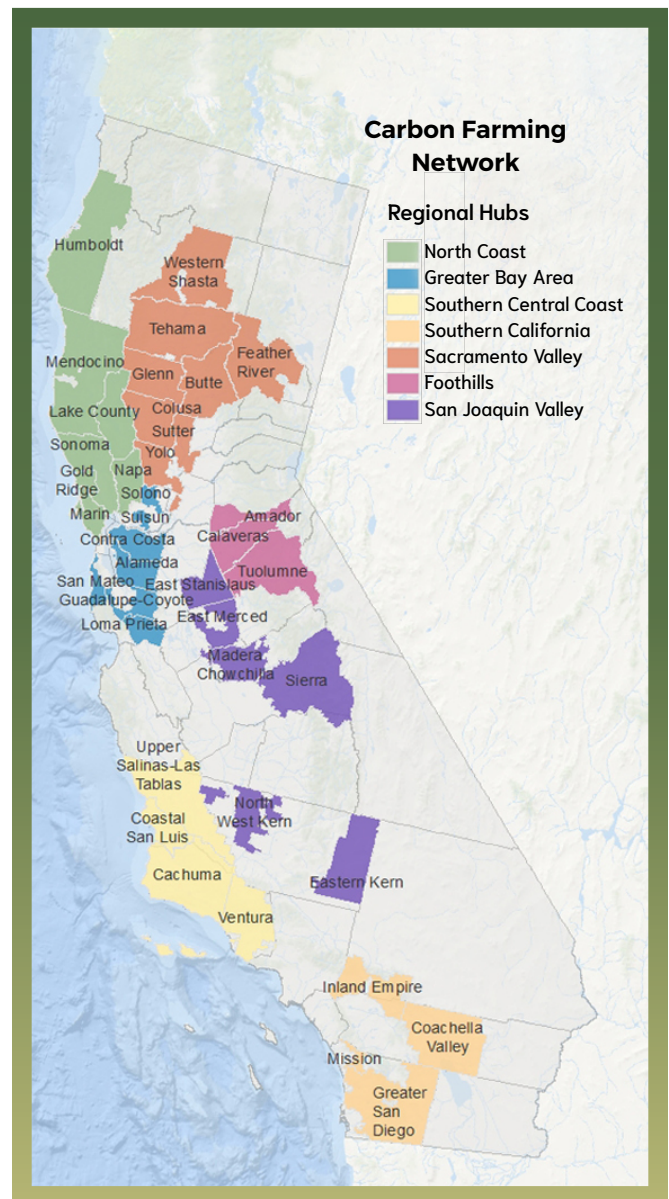 Carbon Farming
Network
Regional Hubs
North Coast
Greater Bay Area
Southern Central Coast
Southern California
Sacramento Valley
Foothills
San Joaquin Valley
Humboldt
Western
Shasta
Tehama
Feather
River
Mendocino
Glenn
Butte
Lake County
Colusa
Sutter
Sonoma
Yolo
Gold
Ridge
Napa
Solono
Marin
Suisun
Amador
Contra Costa
Calaveras
Alameda
Tuolumne
San Mateo
East Stanislaus
Guadalupe-Coyote
East Merced
Loma Prieta
Madera
Chowchilla
Sierra
Upper
Salinas-Las
Tablas
North
West Kern
Coastal
San Luis
Cachuma
Eastern Kern
Ventura
Inland Empire
Coachella
Valley
Mission
Greater
San
Diego